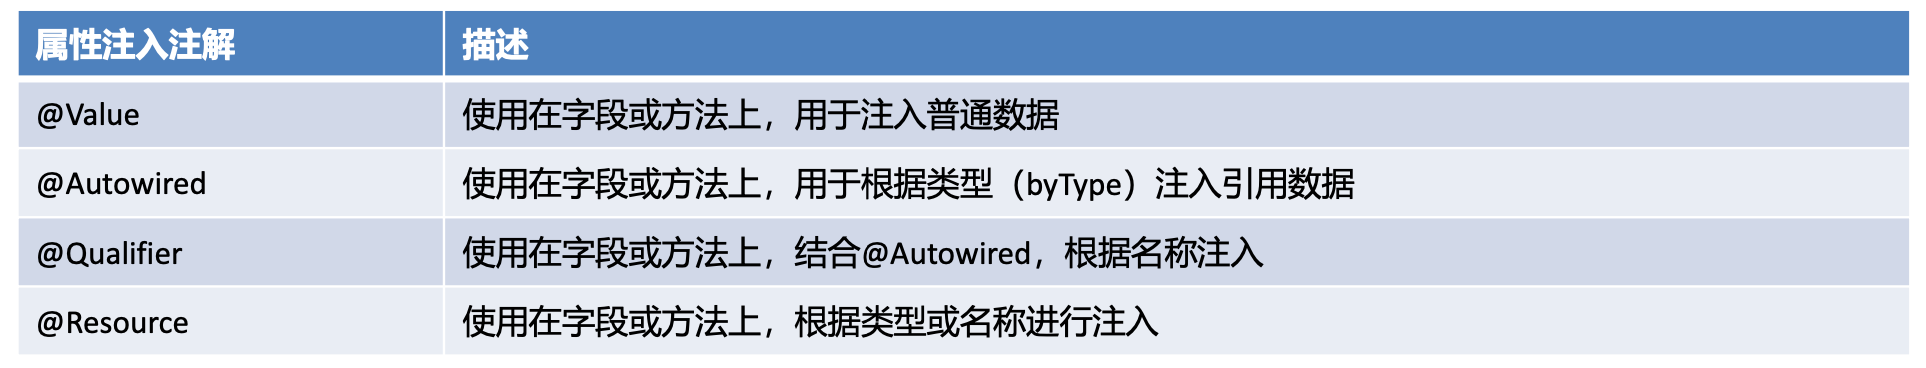 属性注入注解 描述
@Value 使用在字段或方法上，用于注入普通数据
@Autowired 使用在字段或方法上，用于根据类型（byType）注入引用数据
@Qualifier 使用在字段或方法上，结合@Autowired，根据名称注入
@Resource 使用在字段或方法上，根据类型或名称进行注入